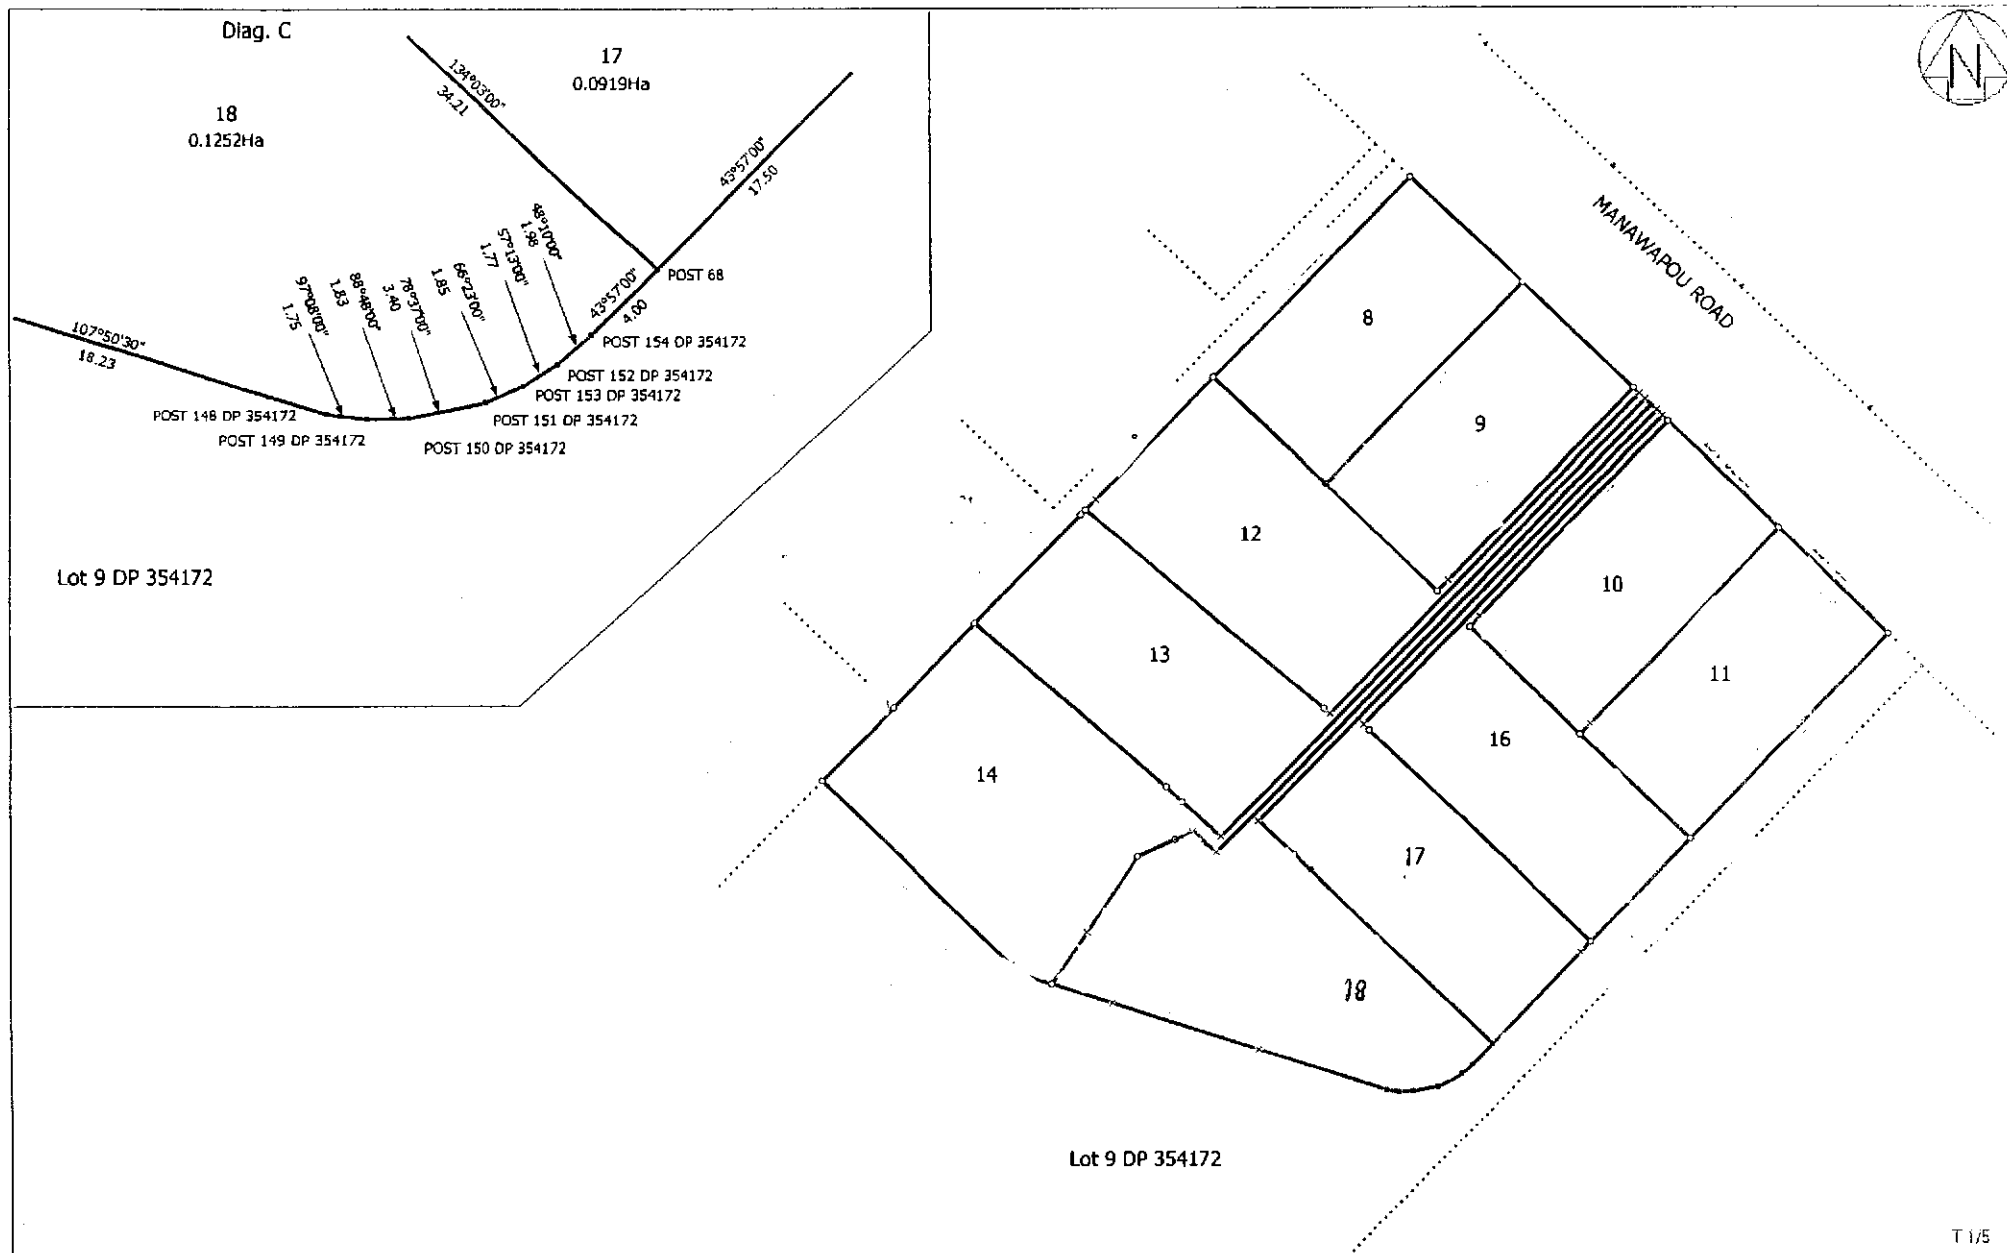 Diag. C
17
0.0919Ha
18
0.1252Ha
134°03'00"
34.21
43°57'00"
17.50
48°10'00"
1.98
57°13'00"
1.77
66°23'00"
1.85
78°37'00"
3.40
88°48'00"
1.83
97°08'00"
1.75
43°57'00"
4.00
107°50'30"
18.23
POST 68
POST 154 DP 354172
POST 152 DP 354172
POST 153 DP 354172
POST 151 DP 354172
POST 150 DP 354172
POST 148 DP 354172
POST 149 DP 354172
Lot 9 DP 354172
N
MANAWAPOU ROAD
8
9
12
10
13
11
16
14
17
18
Lot 9 DP 354172
T 1/5